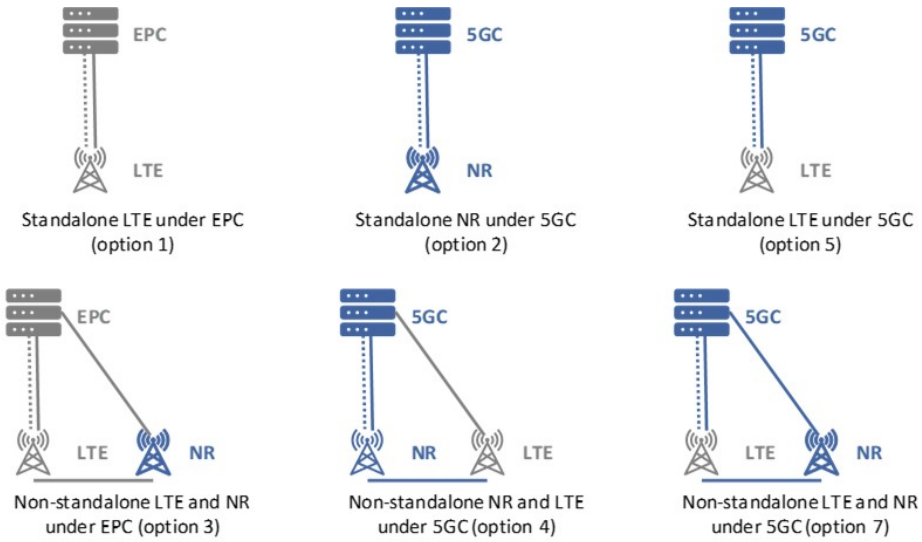 EPC
LTE
Standalone LTE under EPC
(option 1)
5GC
NR
Standalone NR under 5GC
(option 2)
5GC
LTE
Standalone LTE under 5GC
(option 5)
EPC
LTE
NR
Non-standalone LTE and NR
under EPC (option 3)
5GC
NR
LTE
Non-standalone NR and LTE
under 5GC (option 4)
5GC
LTE
NR
Non-standalone LTE and NR
under 5GC (option 7)